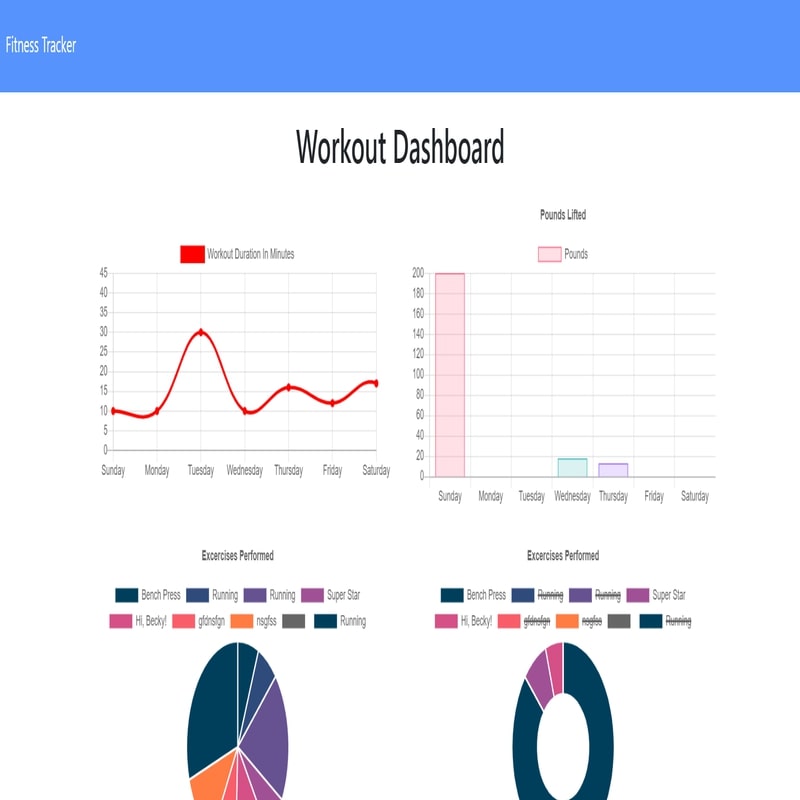 Fitness Tracker
Workout Dashboard
Workout Duration In Minutes
45
40
35
30
25
20
15
10
5
0
Sunday Monday Tuesday Wednesday Thursday Friday Saturday
Pounds Lifted
Pounds
200
180
160
140
120
100
80
60
40
20
0
Sunday Monday Tuesday Wednesday Thursday Friday Saturday
Excercises Performed
Bench Press Running Running Super Star
Hi, Becky! gfdnsfgn nsgfss Running
Excercises Performed
Bench Press Running Running Super Star
Hi, Becky! gfdnsfgn nsgfss Running